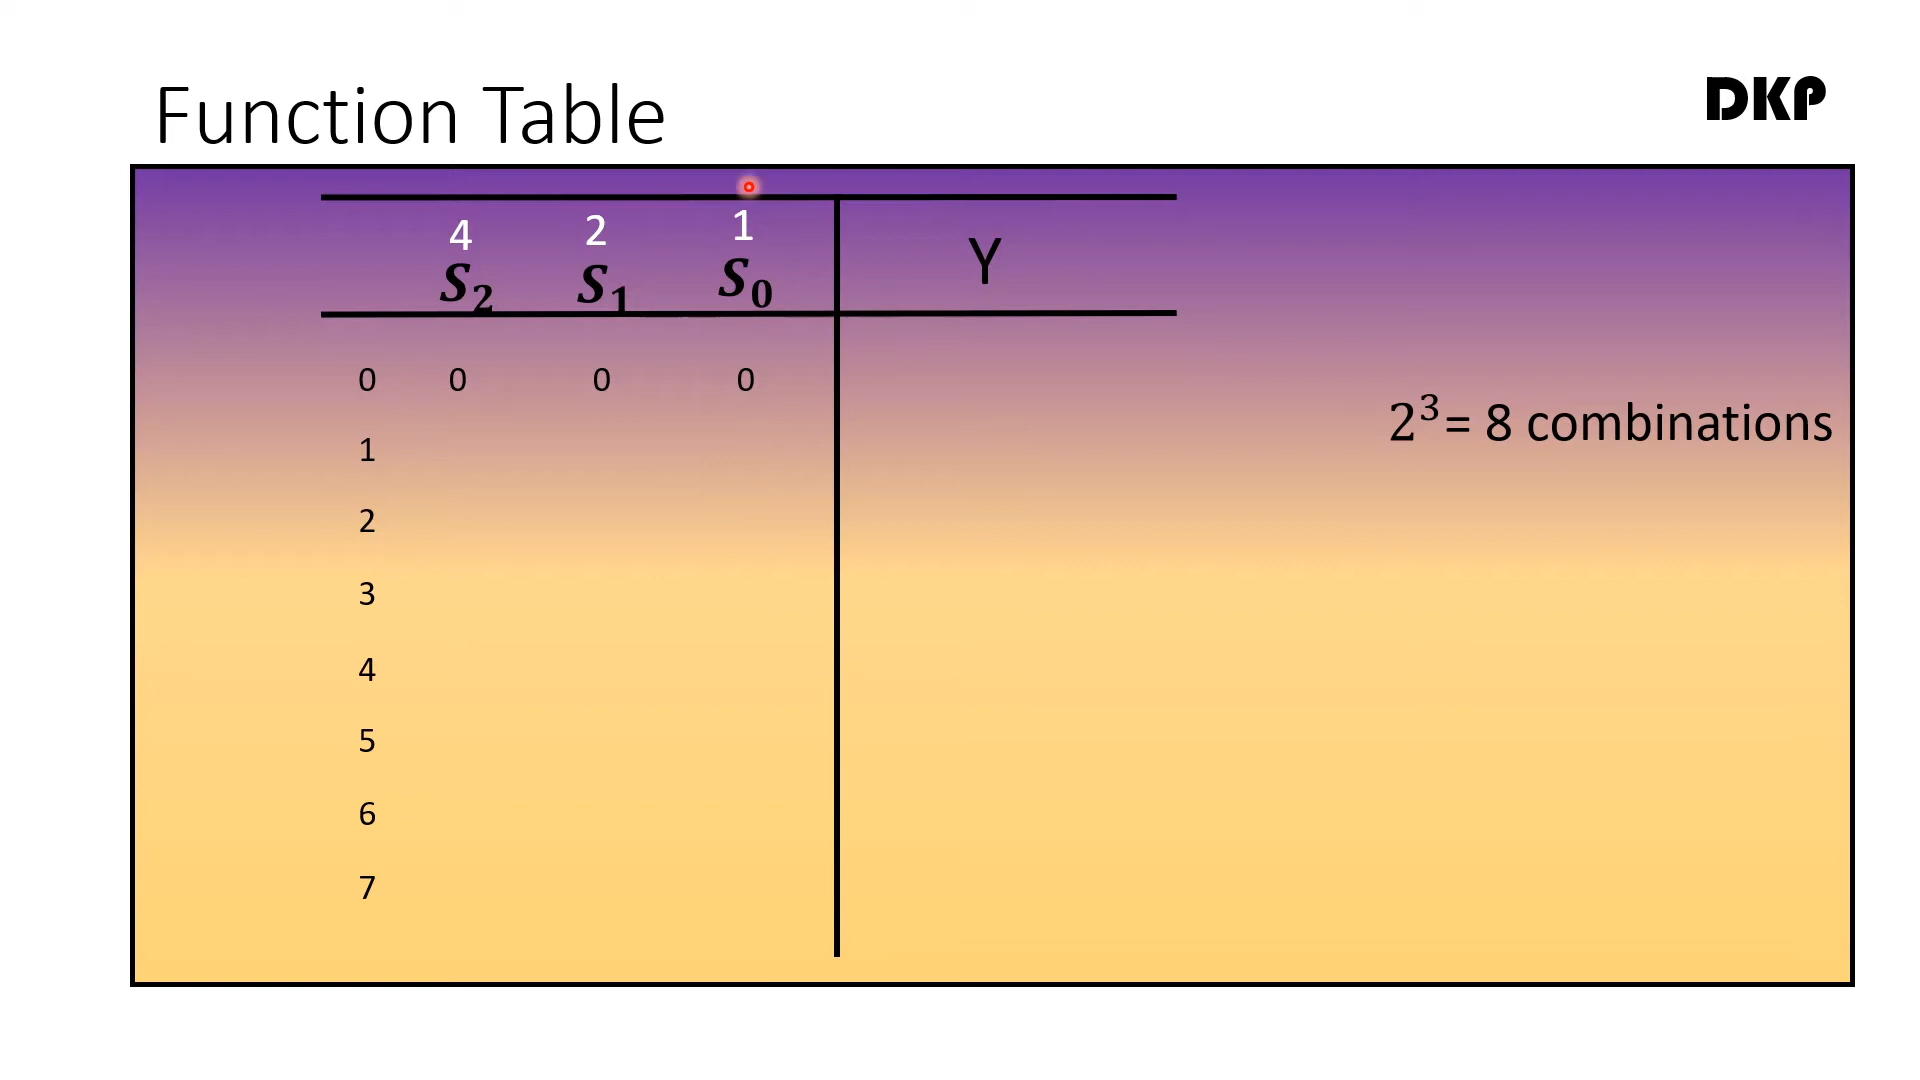 Function Table
DKP
4 2 1
S₂ S₁ S₀ Y
0 0 0 0
2³= 8 combinations
1
2
3
4
5
6
7